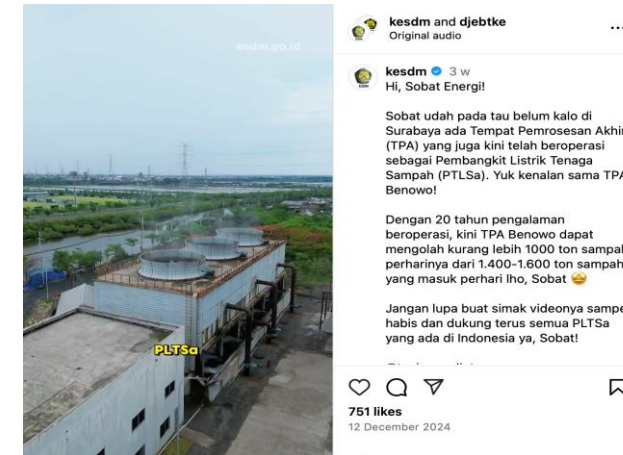 esdm.go.id
PLTSa
kesdm and djebtke
Original audio
kesdm 3 w
Hi, Sobat Energi!
Sobat udah pada tau belum kalo di
Surabaya ada Tempat Pemrosesan Akhir
(TPA) yang juga kini telah beroperasi
sebagai Pembangkit Listrik Tenaga
Sampah (PTLSa). Yuk kenalan sama TPA
Benowo!
Dengan 20 tahun pengalaman
beroperasi, kini TPA Benowo dapat
mengolah kurang lebih 1000 ton sampah
perharinya dari 1.400-1.600 ton sampah
yang masuk perhari lho, Sobat 🤩
Jangan lupa buat simak videonya sampe
habis dan dukung terus semua PLTSa
yang ada di Indonesia ya, Sobat!
751 likes
12 December 2024